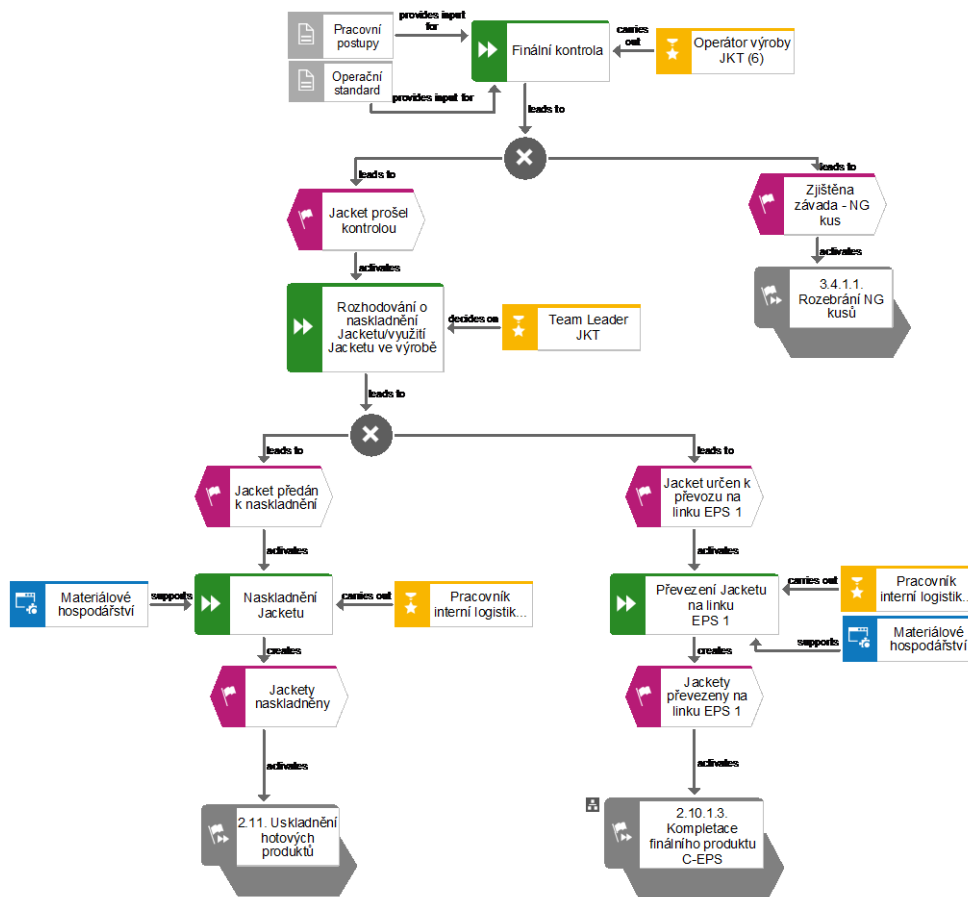 Pracovní
postupy
provides input
for
Finální kontrola
carries
out
Operátor výroby
JKT (6)
Operační
standard
provides input for
leads to
leads to
leads to
Jacket prošel
kontrolou
Zjištěna
závada - NG
kus
activates
activates
3.4.1.1.
Rozebrání NG
kusů
Rozhodování o
naskladnění
Jacketu/využití
Jacketu ve výrobě
decides on
Team Leader
JKT
leads to
leads to
leads to
Jacket předán
k naskladnění
Jacket určen k
převozu na
linku EPS 1
activates
activates
Materiálové
hospodářství
supports
Naskladnění
Jacketu
carries out
Pracovník
interní logistik...
Převezení Jacketu
na linku
EPS 1
carries out
Pracovník
interní logistik...
supports
Materiálové
hospodářství
creates
creates
Jackety
naskladněny
Jackety
převezeny na
linku EPS 1
activates
activates
2.11. Uskladnění
hotových
produktů
2.10.1.3.
Kompletace
finálního produktu
C-EPS